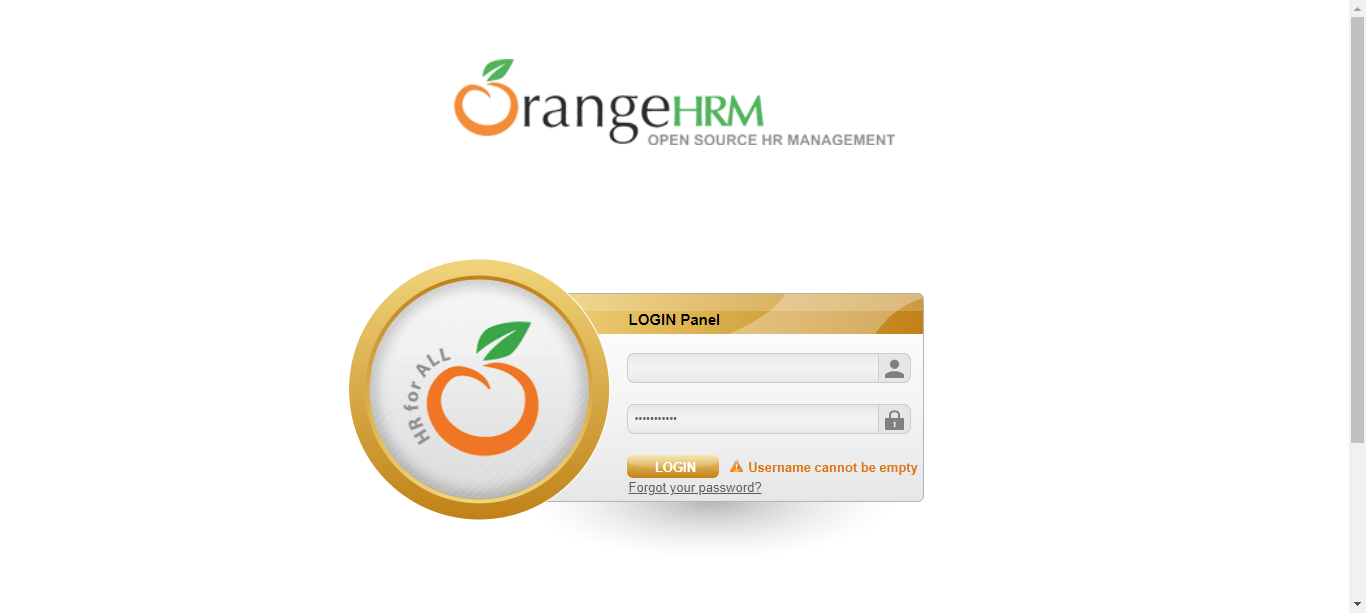 OrangeHRM
OPEN SOURCE HR MANAGEMENT
HR for ALL
LOGIN Panel
•••••••••••
LOGIN
Username cannot be empty
Forgot your password?